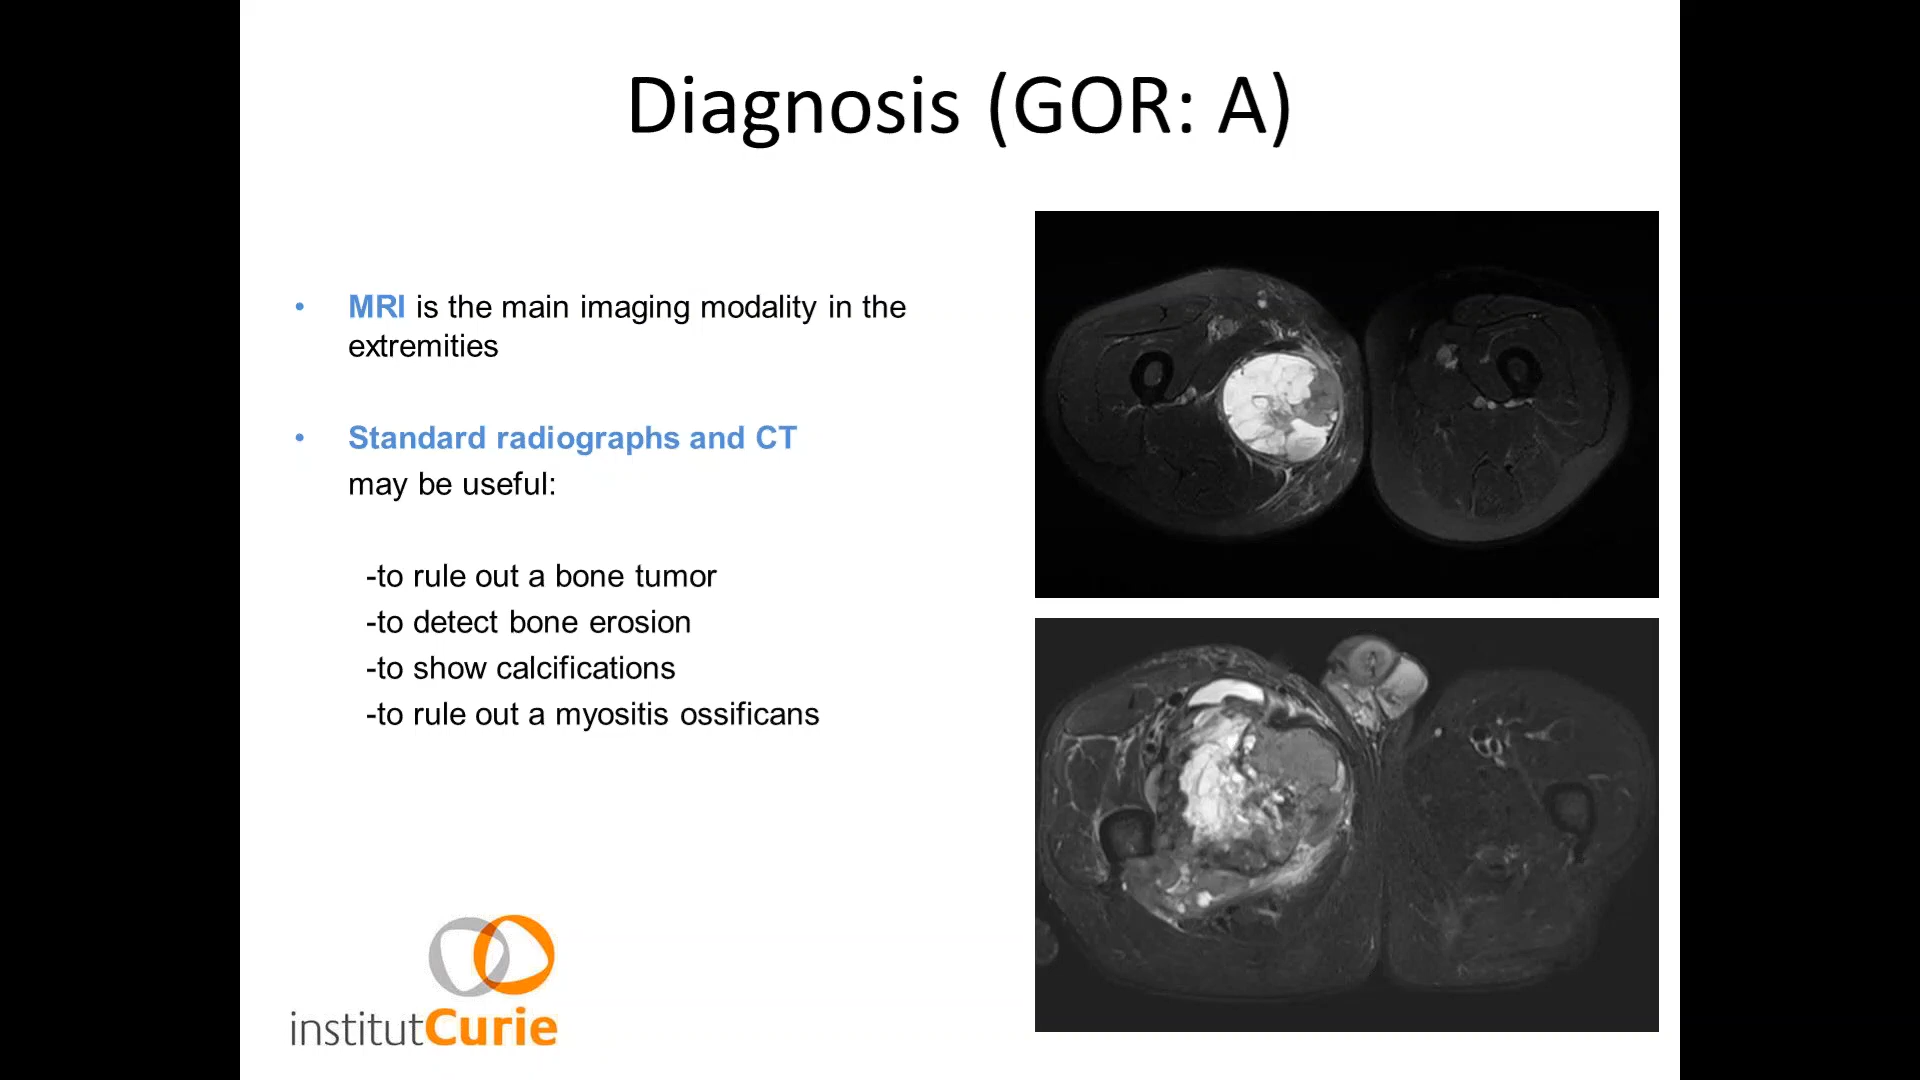 Diagnosis (GOR: A)
• MRI is the main imaging modality in the
extremities
• Standard radiographs and CT
may be useful:
-to rule out a bone tumor
-to detect bone erosion
-to show calcifications
-to rule out a myositis ossificans
institutCurie